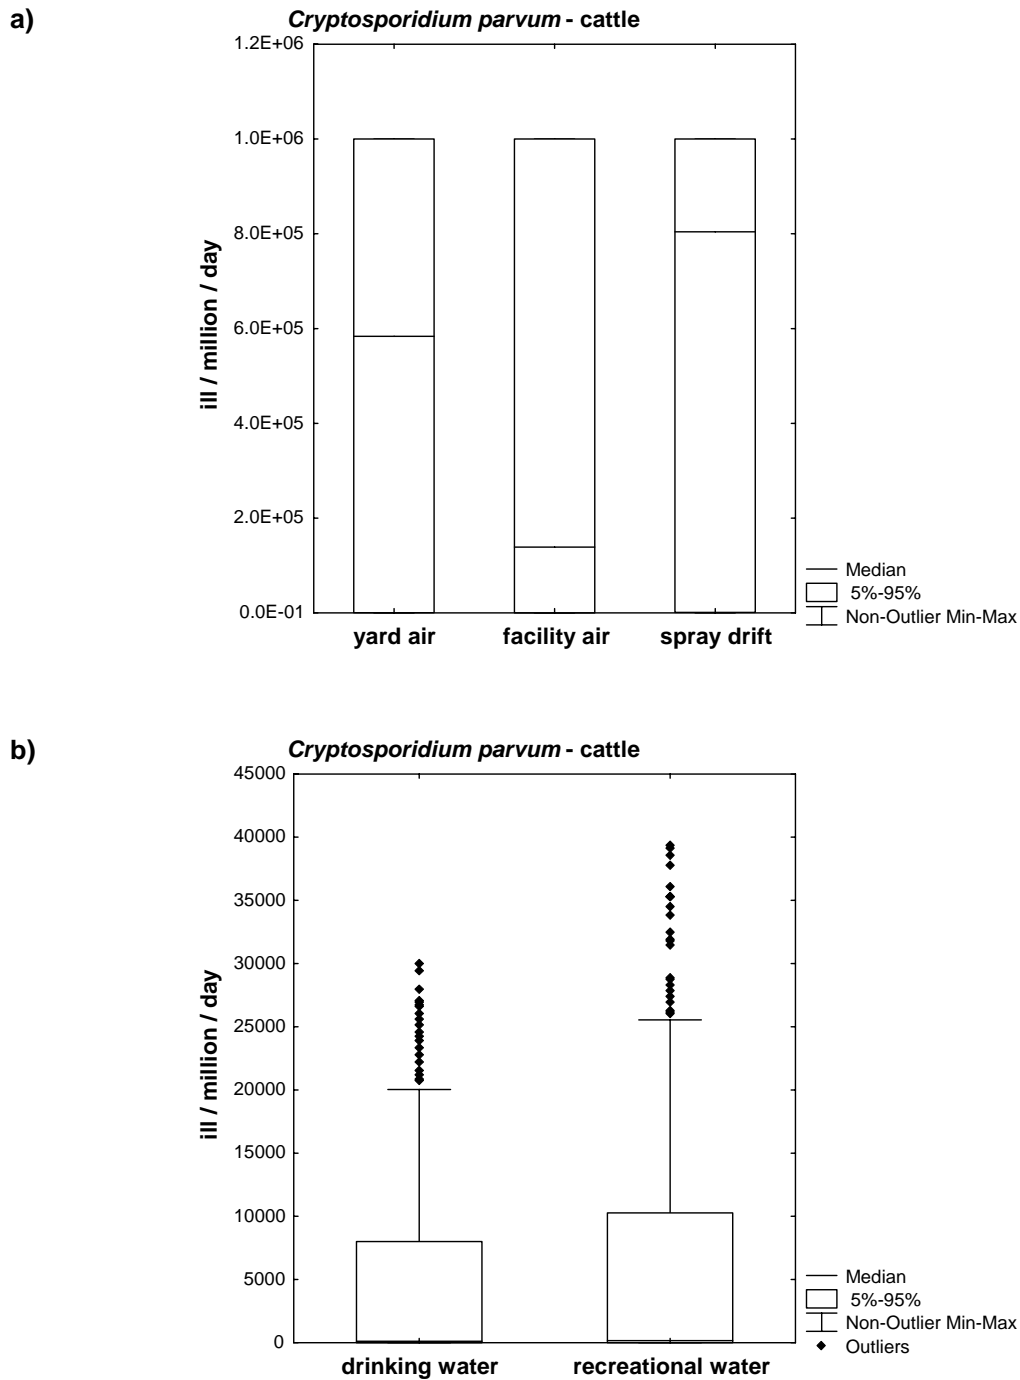 a)
Cryptosporidium parvum - cattle
1.2E+06
1.0E+06
8.0E+05
6.0E+05
4.0E+05
2.0E+05
0.0E-01
ill / million / day
yard air
facility air
spray drift
Median
5%-95%
Non-Outlier Min-Max
b)
Cryptosporidium parvum - cattle
45000
40000
35000
30000
25000
20000
15000
10000
5000
0
ill / million / day
drinking water
recreational water
Median
5%-95%
Non-Outlier Min-Max
Outliers